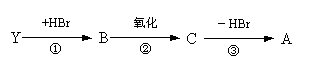 +HBr 氧化 －HBr
Y B C A
① ② ③